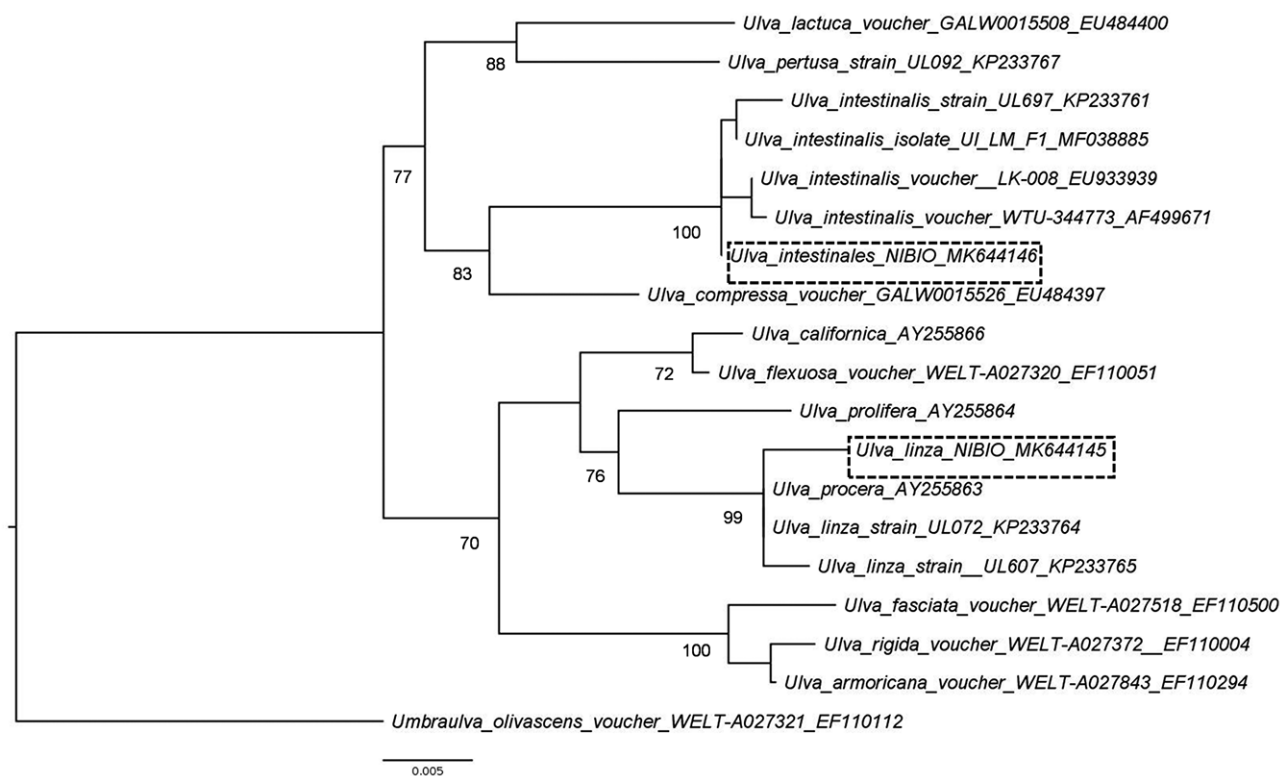 Ulva_lactuca_voucher_GALW0015508_EU484400
88
Ulva_pertusa_strain_UL092_KP233767
Ulva_intestinalis_strain_UL697_KP233761
Ulva_intestinalis_isolate_UI_LM_F1_MF038885
77
Ulva_intestinalis_voucher__LK-008_EU933939
Ulva_intestinalis_voucher_WTU-344773_AF499671
100
Ulva_intestinales_NIBIO_MK644146
83
Ulva_compressa_voucher_GALW0015526_EU484397
Ulva_californica_AY255866
72
Ulva_flexuosa_voucher_WELT-A027320_EF110051
Ulva_prolifera_AY255864
Ulva_linza_NIBIO_MK644145
76
Ulva_procera_AY255863
99
Ulva_linza_strain_UL072_KP233764
70
Ulva_linza_strain__UL607_KP233765
Ulva_fasciata_voucher_WELT-A027518_EF110500
100
Ulva_rigida_voucher_WELT-A027372__EF110004
Ulva_armoricana_voucher_WELT-A027843_EF110294
Umbraulva_olivascens_voucher_WELT-A027321_EF110112
0.005